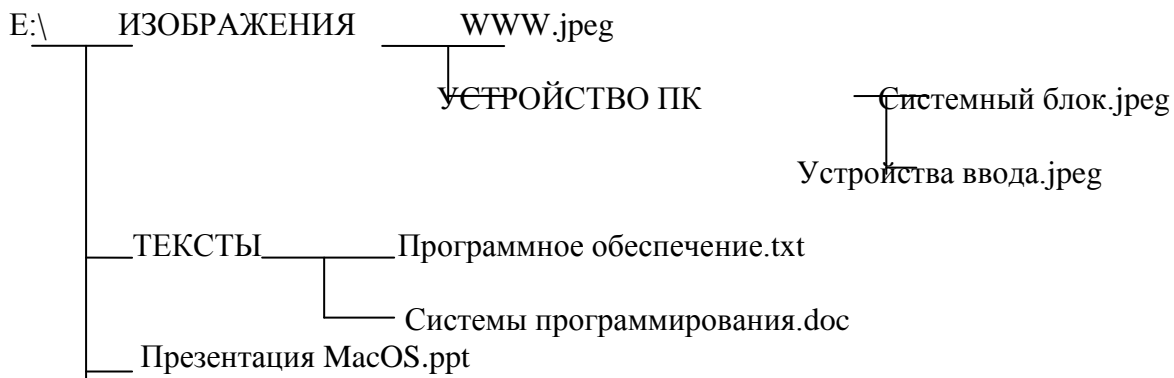 E:\ ИЗОБРАЖЕНИЯ WWW.jpeg
УСТРОЙСТВО ПК Системный блок.jpeg
Устройства ввода.jpeg
ТЕКСТЫ Программное обеспечение.txt
Системы программирования.doc
Презентация MacOS.ppt